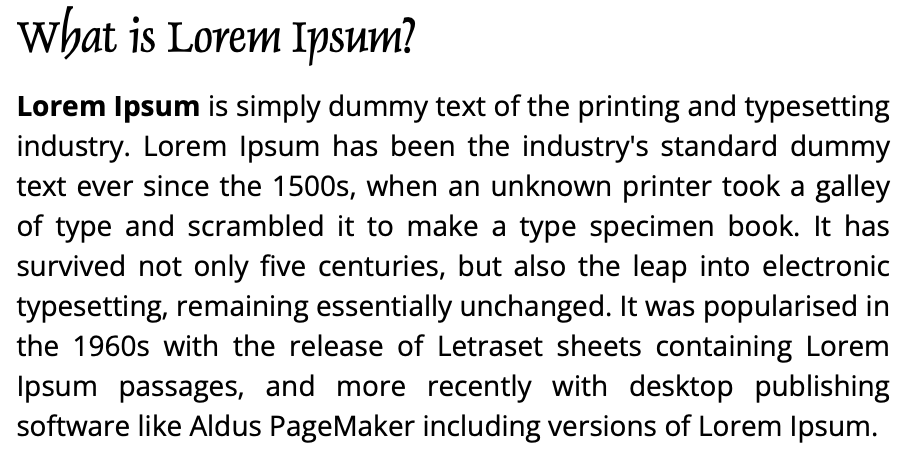 What is Lorem Ipsum?
Lorem Ipsum is simply dummy text of the printing and typesetting
industry. Lorem Ipsum has been the industry's standard dummy
text ever since the 1500s, when an unknown printer took a galley
of type and scrambled it to make a type specimen book. It has
survived not only five centuries, but also the leap into electronic
typesetting, remaining essentially unchanged. It was popularised in
the 1960s with the release of Letraset sheets containing Lorem
Ipsum passages, and more recently with desktop publishing
software like Aldus PageMaker including versions of Lorem Ipsum.